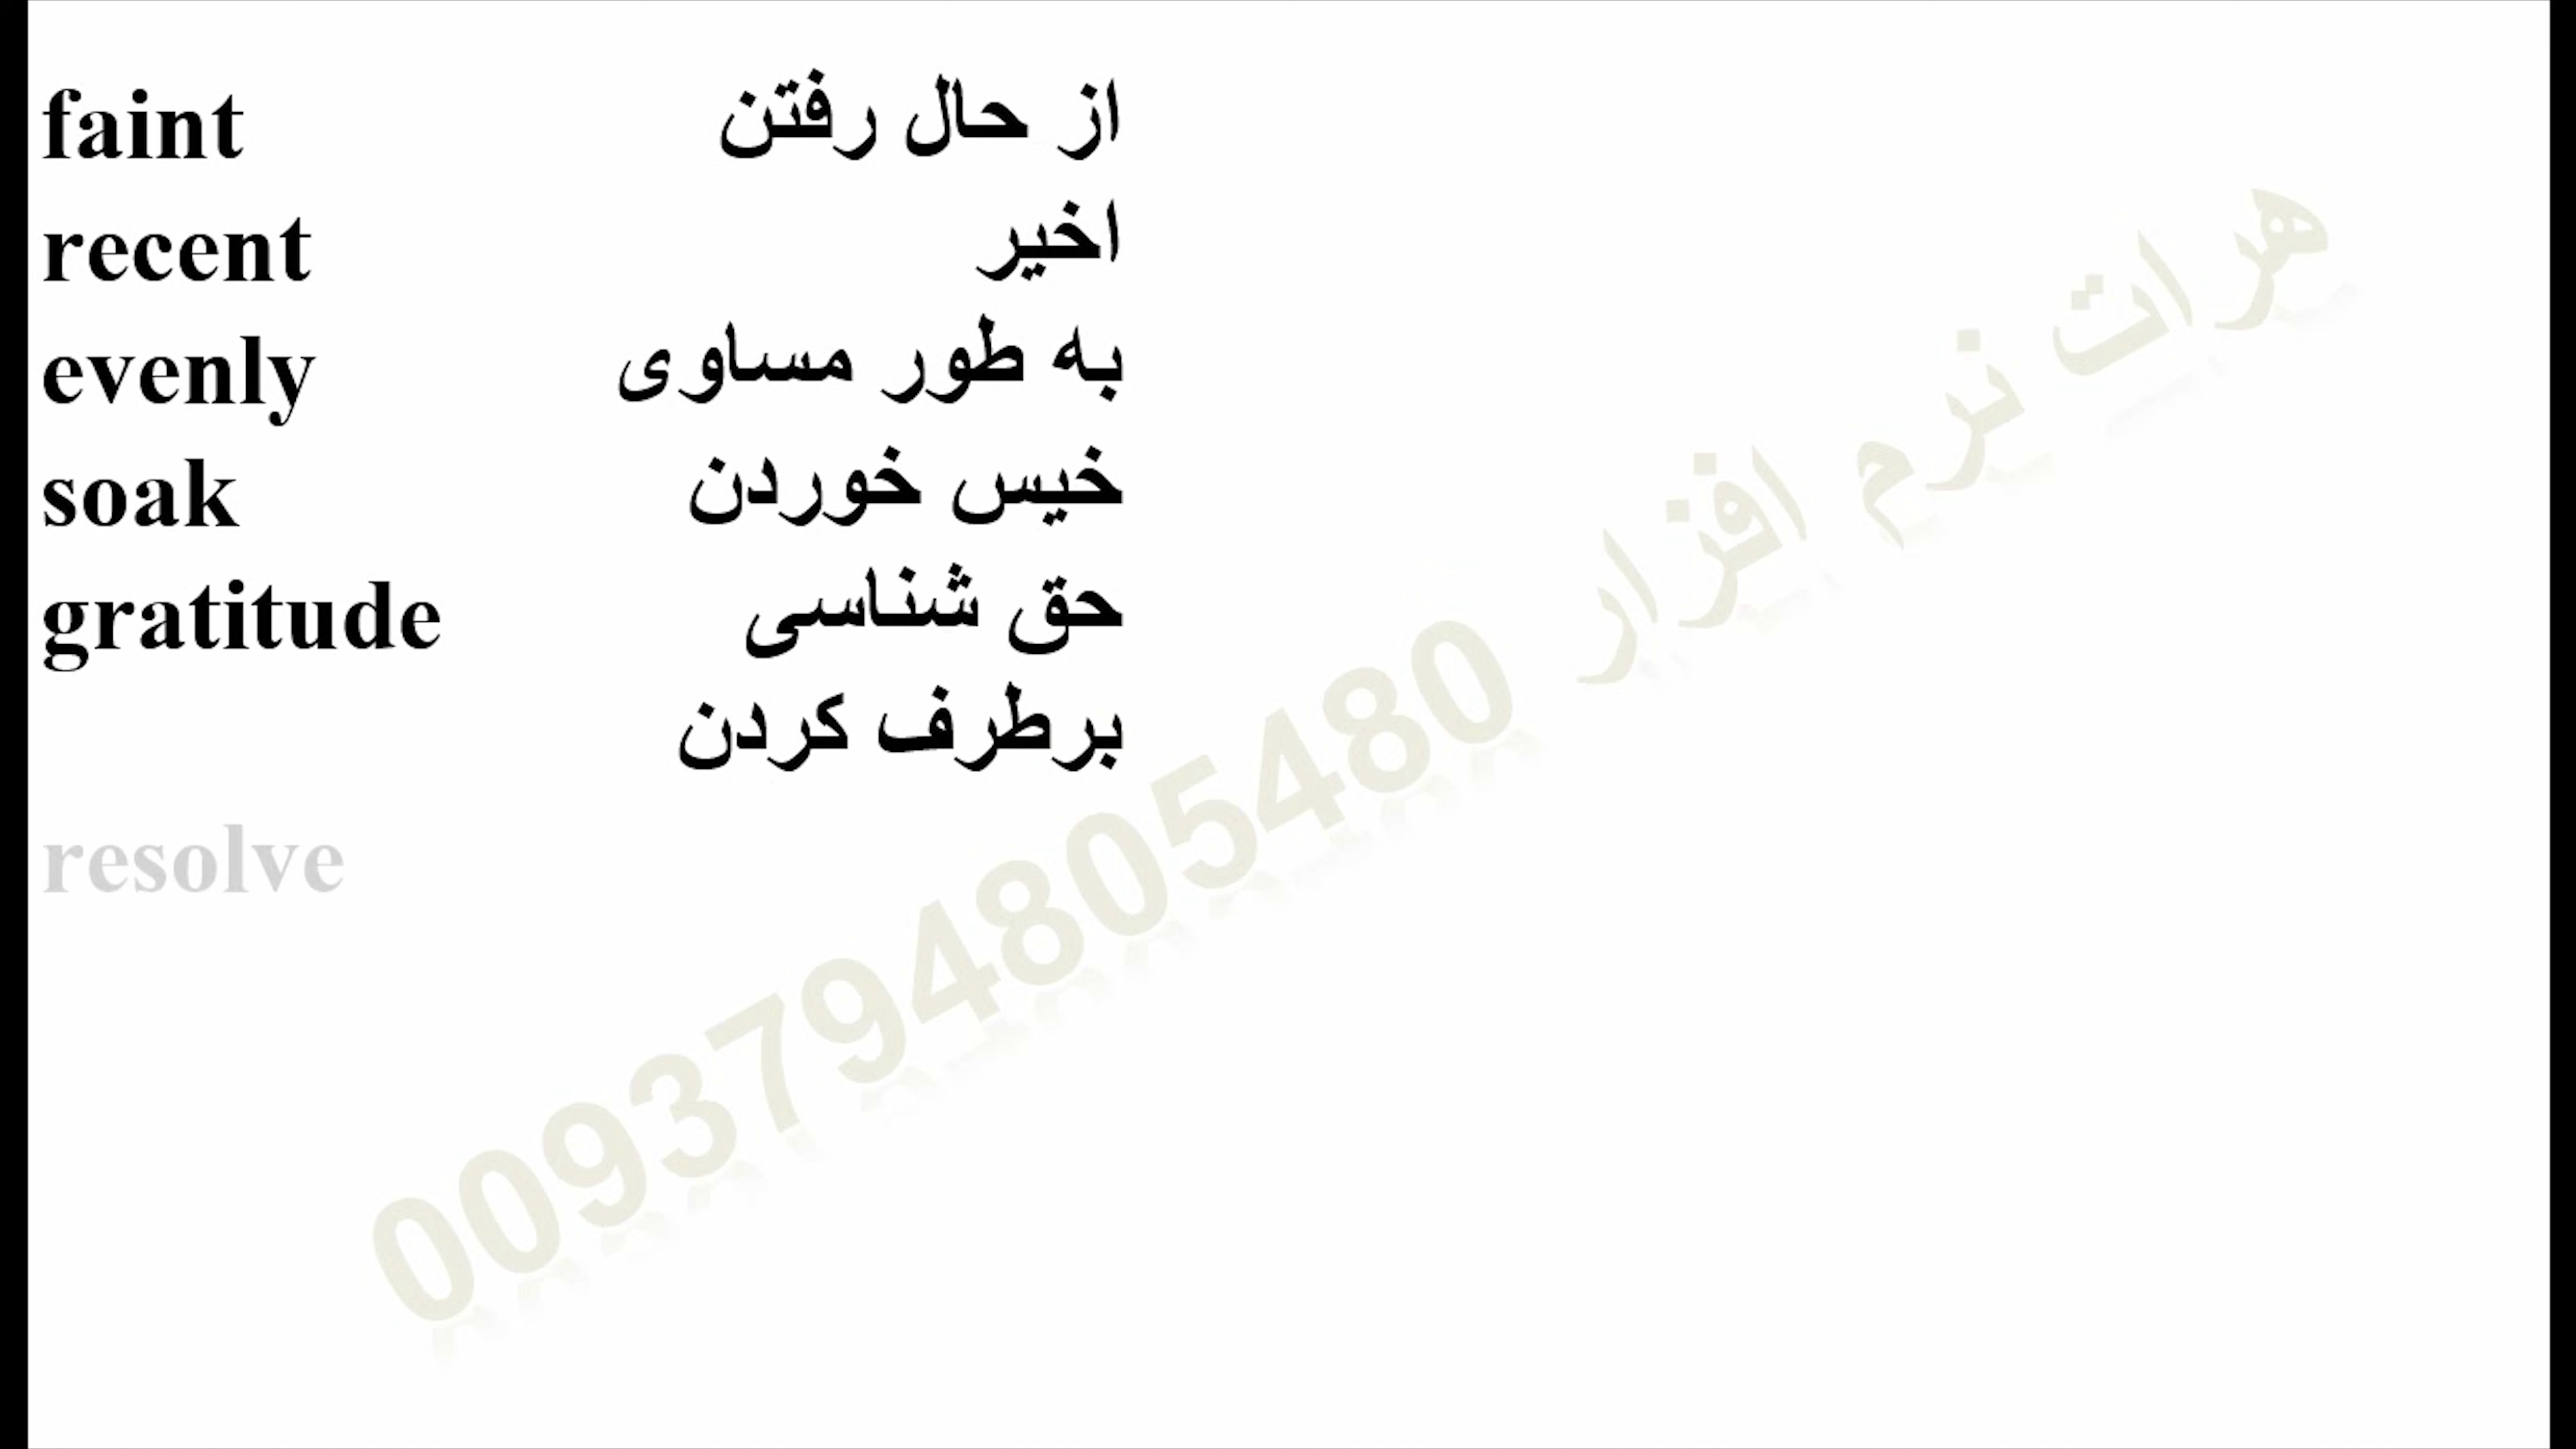 faint از حال رفتن
recent اخیر
evenly به طور مساوی
soak خیس خوردن
gratitude حق شناسی
برطرف کردن
resolve
هرات نرم افزار 0093794805480